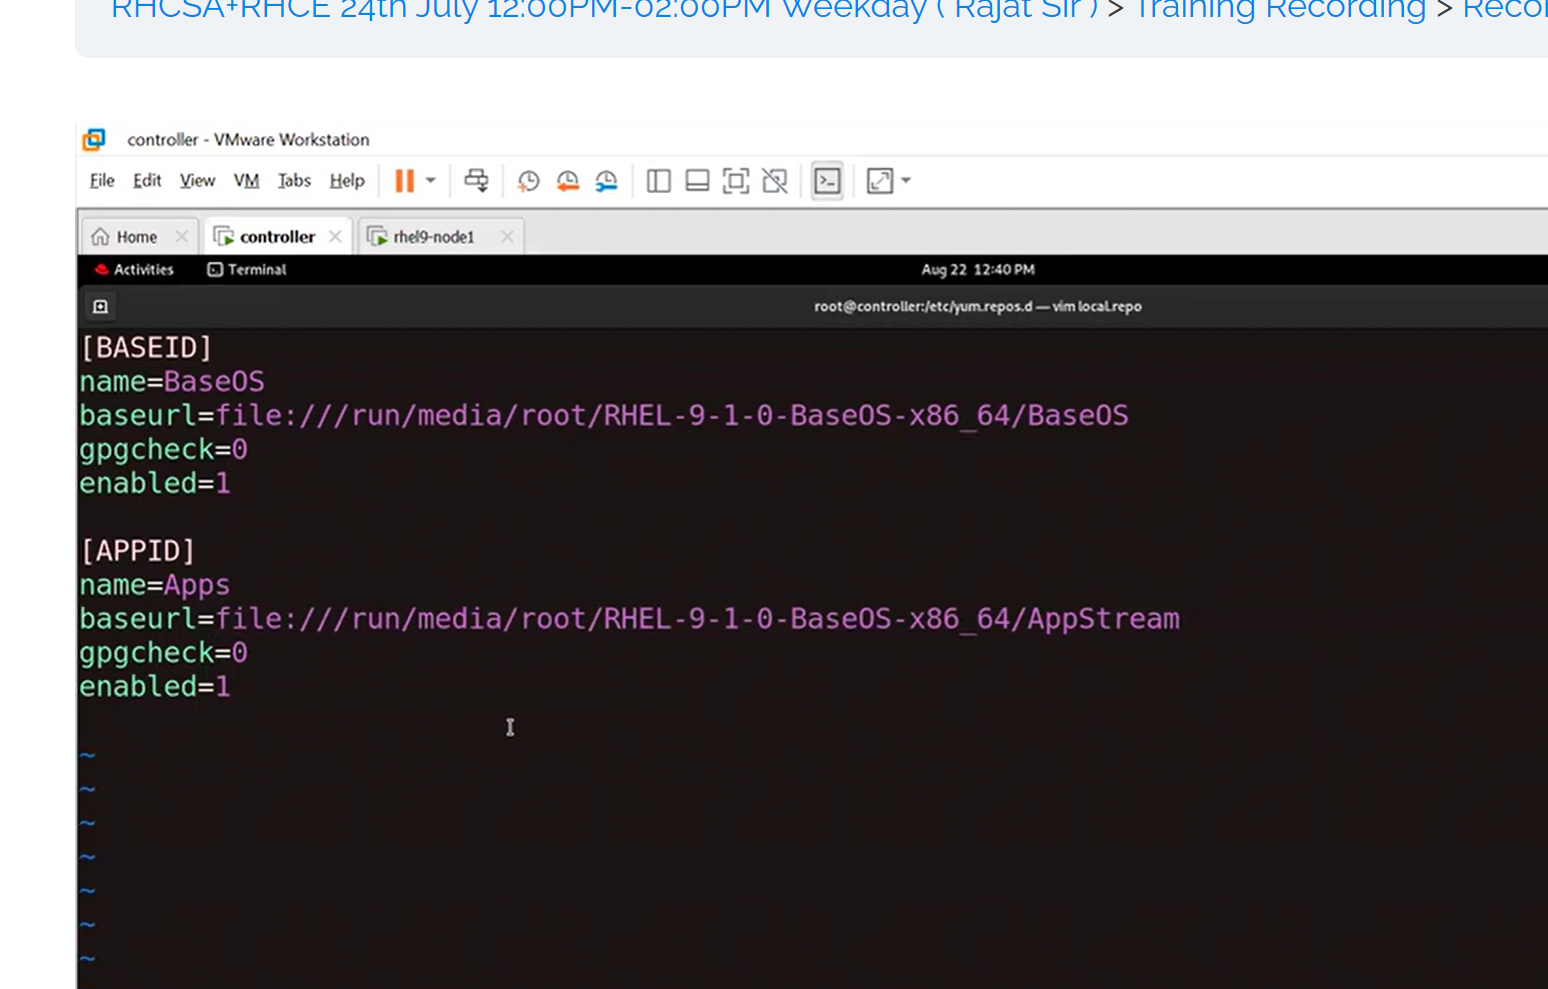 RHCSA+RHCE 24th July 12:00PM-02:00PM Weekday ( Rajat Sir ) > Training Recording >
controller - VMware Workstation
File Edit View VM Tabs Help
Home controller rhel9-node1
Activities Terminal Aug 22 12:40 PM
root@controller:/etc/yum.repos.d — vim local.repo
[BASEID]
name=BaseOS
baseurl=file:///run/media/root/RHEL-9-1-0-BaseOS-x86_64/BaseOS
gpgcheck=0
enabled=1
[APPID]
name=Apps
baseurl=file:///run/media/root/RHEL-9-1-0-BaseOS-x86_64/AppStream
gpgcheck=0
enabled=1
~
~
~
~
~
~
~